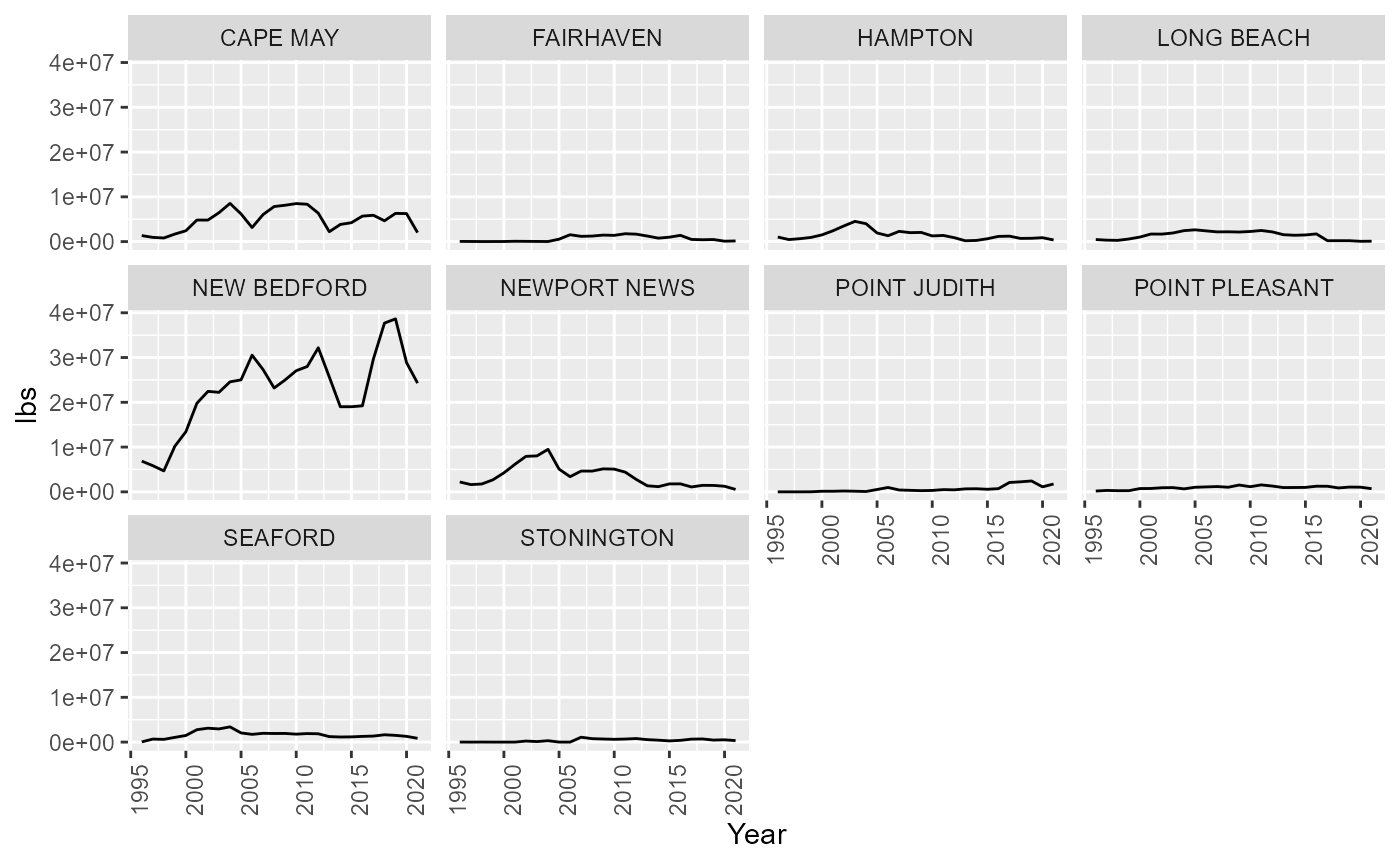 CAPE MAY FAIRHAVEN HAMPTON LONG BEACH
4e+07
3e+07
2e+07
1e+07
0e+00
NEW BEDFORD NEWPORT NEWS POINT JUDITH POINT PLEASANT
4e+07
3e+07
2e+07
1e+07
0e+00
lbs
1995 2000 2005 2010 2015 2020 1995 2000 2005 2010 2015 2020
SEAFORD STONINGTON
4e+07
3e+07
2e+07
1e+07
0e+00
1995 2000 2005 2010 2015 2020 1995 2000 2005 2010 2015 2020
Year